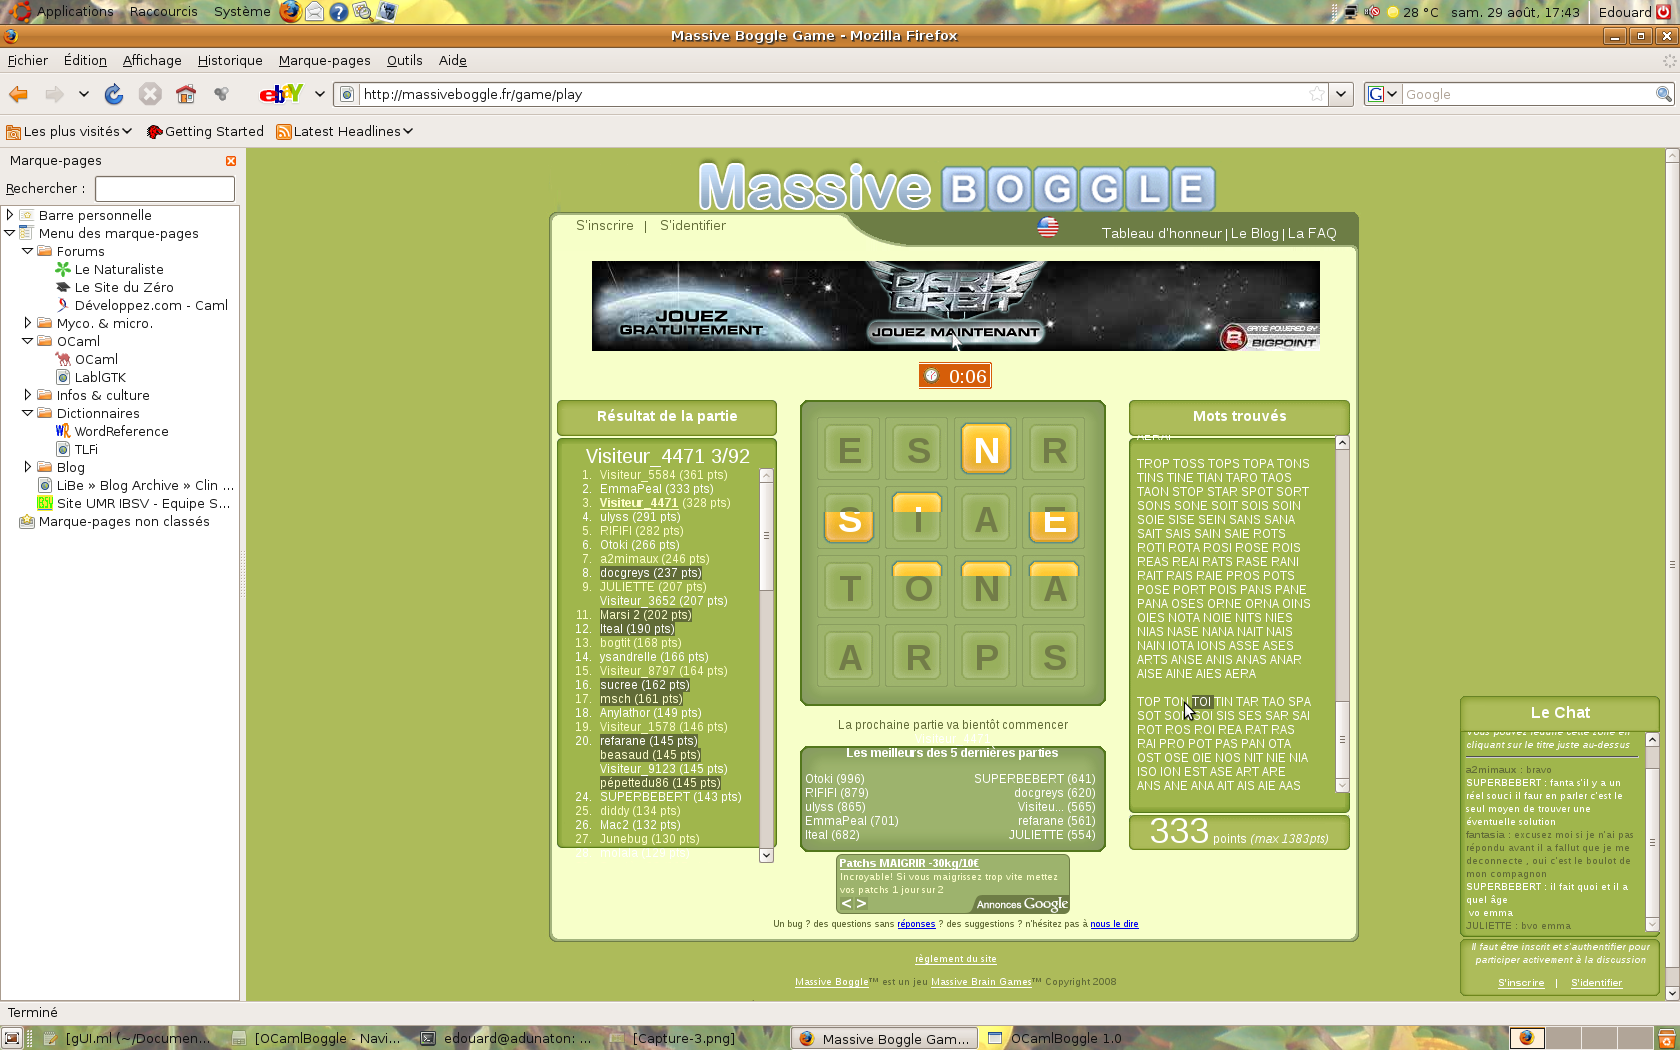 Applications Raccourcis Système 28 °C sam. 29 août, 17:43 Edouard
Massive Boggle Game - Mozilla Firefox
Fichier Édition Affichage Historique Marque-pages Outils Aide
ebY http://massiveboggle.fr/game/play G Google
Les plus visités Getting Started Latest Headlines
Marque-pages
Rechercher :
Barre personnelle
Menu des marque-pages
Forums
Le Naturaliste
Le Site du Zéro
Développez.com - Caml
Myco. & micro.
OCaml
OCaml
LablGTK
Infos & culture
Dictionnaires
WordReference
TLFi
Blog
LiBe » Blog Archive » Clin ...
Site UMR IBSV - Equipe S...
Marque-pages non classés
Massive BOGGLE
S'inscrire | S'identifier
Tableau d'honneur | Le Blog | La FAQ
JOUEZ GRATUITEMENT
DARK ORBIT
JOUEZ MAINTENANT
GAME POWERED BY
BIGPOINT
0:06
Résultat de la partie
Visiteur_4471 3/92
1. Visiteur_5584 (361 pts)
2. EmmaPeal (333 pts)
3. Visiteur_4471 (328 pts)
4. ulyss (291 pts)
5. PIFIFI (282 pts)
6. Otoki (266 pts)
7. a2mimaux (246 pts)
8. docgreys (237 pts)
9. JULIETTE (207 pts)
Visiteur_3652 (207 pts)
11. Marsi 2 (202 pts)
12. Iteal (190 pts)
13. bogtit (168 pts)
14. ysandrelle (166 pts)
15. Visiteur_8797 (164 pts)
16. sucree (162 pts)
17. msch (161 pts)
18. Anylathor (149 pts)
19. Visiteur_1578 (146 pts)
20. refarane (145 pts)
beasaud (145 pts)
Visiteur_9123 (145 pts)
pépettedu86 (145 pts)
24. SUPERBEBERT (143 pts)
25. diddy (134 pts)
26. Mac2 (132 pts)
27. Junebug (130 pts)
E S N R
S I A E
T O N A
A R P S
La prochaine partie va bientôt commencer
Les meilleurs des 5 dernières parties
Otoki (996) SUPERBEBERT (641)
PIFIFI (879) docgreys (620)
ulyss (865) Visiteu... (565)
EmmaPeal (701) refarane (561)
Iteal (682) JULIETTE (554)
Patchs MAIGRIR -30kg/10€
Incroyable! Si vous maigrissez trop vite mettez
vos patchs 1 jour sur 2
< > Annonces Google
Mots trouvés
TROP TOSS TOPS TOPA TONS
TINS TINE TIAN TARO TAOS
TAON STOP STAR SPOT SORT
SONS SONE SOIT SOIS SOIN
SOIE SISE SEIN SANS SANA
SAIT SAIS SAIN SAIE ROTS
ROTI ROTA ROSI ROSE ROIS
REAS REAI RATS RASE RANI
RAIT RAIS RAIE PROS POTS
POSE PORT POIS PANS PANE
PANA OSES ORNE ORNA OINS
OIES NOTA NOIE NITS NIES
NIAS NASE NANA NAIT NAIS
NAIN IOTA IONS ASSE ASES
ARTS ANSE ANIS ANAS ANAR
AISE AINE AIES AERA
TOP TON TOI TIN TAR TAO SPA
SOT SOI SIS SES SAR SAI
ROT ROS ROI REA RAT RAS
RAI PRO POT PAS PAN OTA
OST OSE OIE NOS NIT NIE NIA
ISO ION EST ASE ART ARE
ANS ANE ANA AIT AIS AIE AAS
333 points (max 1383pts)
Un bug ? des questions sans réponses ? des suggestions ? n'hésitez pas à nous le dire
règlement du site
Massive Boggle™ est un jeu Massive Brain Games™ Copyright 2008
Le Chat
Vous pouvez réduire cette zone en
cliquant sur le titre juste au-dessus
a2mimaux : bravo
SUPERBEBERT : fanta s'il y a un
réel souci il faur en parler c'est le
seul moyen de trouver une
éventuelle solution
fantasia : excusez moi si je n'ai pas
répondu avant il a fallut que je me
deconnecte , oui c'est le boulot de
mon compagnon
SUPERBEBERT : il fait quoi et il a
quel âge
vo emma
JULIETTE : bvo emma
Il faut être inscrit et s'authentifier pour
participer activement à la discussion
S'inscrire | S'identifier
Terminé
[gUI.ml (~/Documen... [OCamlBoggle - Navi... edouard@adunaton: ... [Capture-3.png] Massive Boggle Gam... OCamlBoggle 1.0